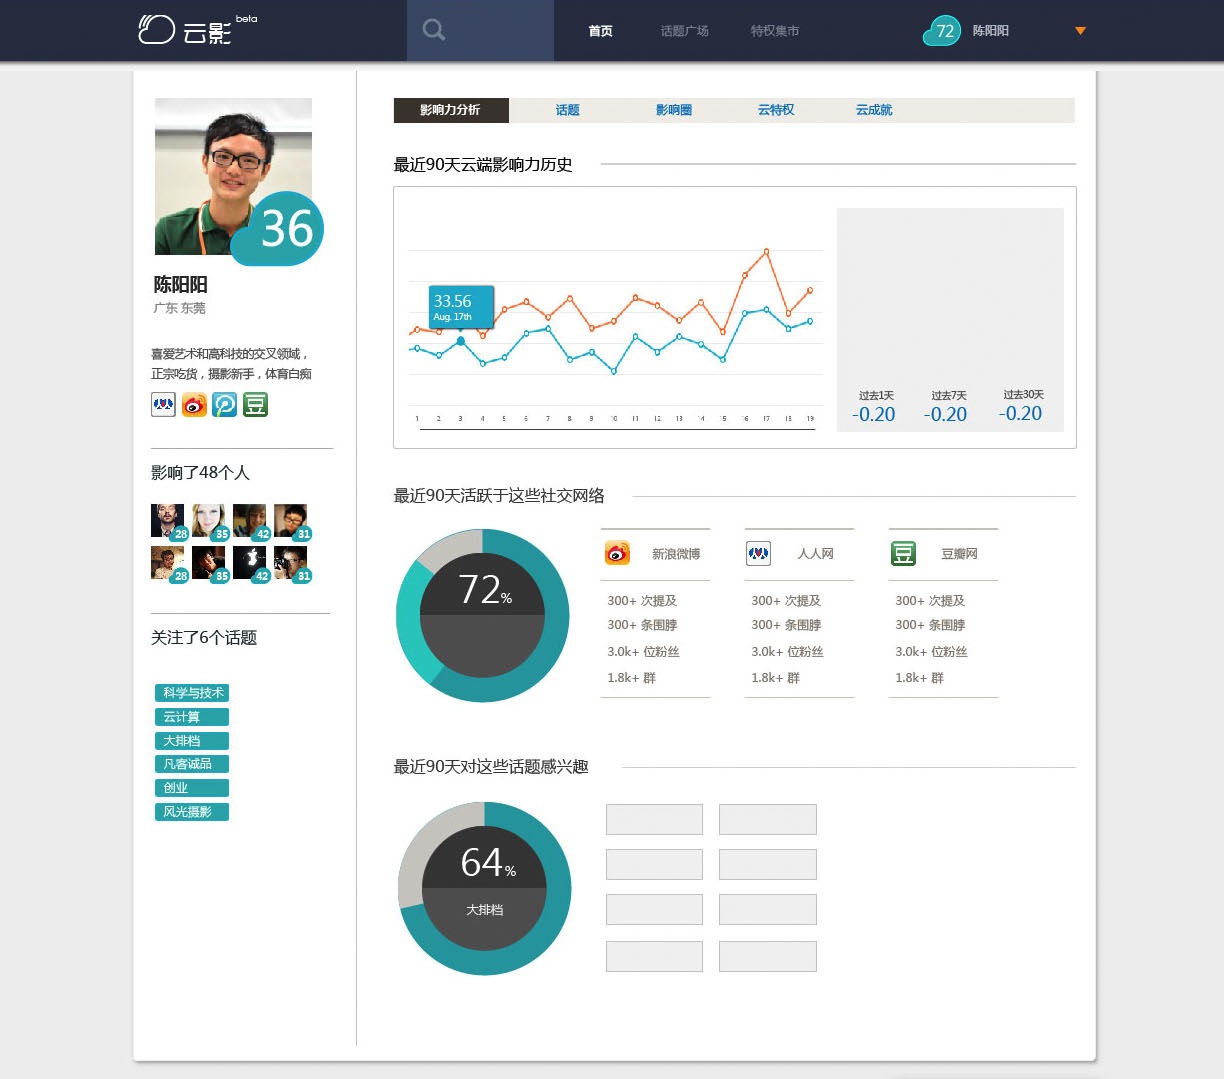 云影 beta
首页 话题广场 特权集市
72 陈阳阳
36
陈阳阳
广东 东莞
喜爱艺术和高科技的交叉领域，
正宗吃货，摄影新手，体育白痴
豆
影响了48个人
28 35 42 31
28 35 42 31
关注了6个话题
科学与技术
云计算
大排档
凡客诚品
创业
风光摄影
影响力分析 话题 影响圈 云特权 云成就
最近90天云端影响力历史
33.56
Aug. 17th
1 2 3 4 5 6 7 8 9 10 11 12 13 14 15 16 17 18 19
过去1天 过去7天 过去30天
-0.20 -0.20 -0.20
最近90天活跃于这些社交网络
72%
新浪微博 人人网 豆 豆瓣网
300+ 次提及 300+ 次提及 300+ 次提及
300+ 条围脖 300+ 条围脖 300+ 条围脖
3.0k+ 位粉丝 3.0k+ 位粉丝 3.0k+ 位粉丝
1.8k+ 群 1.8k+ 群 1.8k+ 群
最近90天对这些话题感兴趣
64%
大排档